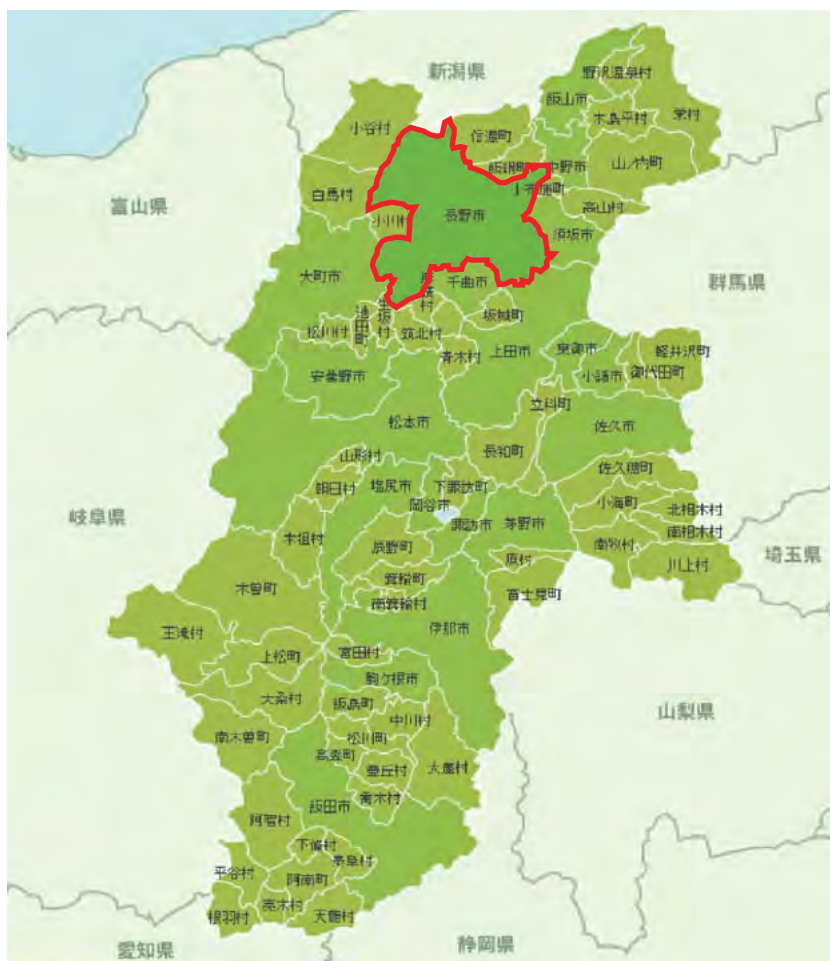 新潟県
野沢温泉村
飯山市
栄村
木島平村
小谷村
信濃町
飯綱町
中野市
山ノ内町
白馬村
小布施町
富山県
高山村
小川村
長野市
須坂市
大町市
千曲市
群馬県
麻績村
生坂村
池田町
松川村
筑北村
坂城町
青木村
上田市
東御市
軽井沢町
小諸市
御代田町
安曇野市
立科町
松本市
佐久市
長和町
山形村
佐久穂町
朝日村
塩尻市
下諏訪町
岡谷市
小海町
北相木村
岐阜県
諏訪市
茅野市
南相木村
木祖村
辰野町
南牧村
原村
川上村
埼玉県
箕輪町
木曽町
富士見町
南箕輪村
伊那市
王滝村
上松町
宮田村
駒ケ根市
大桑村
飯島町
中川村
山梨県
南木曽町
松川町
高森町
豊丘村
大鹿村
飯田市
喬木村
阿智村
下條村
泰阜村
平谷村
阿南町
売木村
根羽村
天龍村
愛知県
静岡県